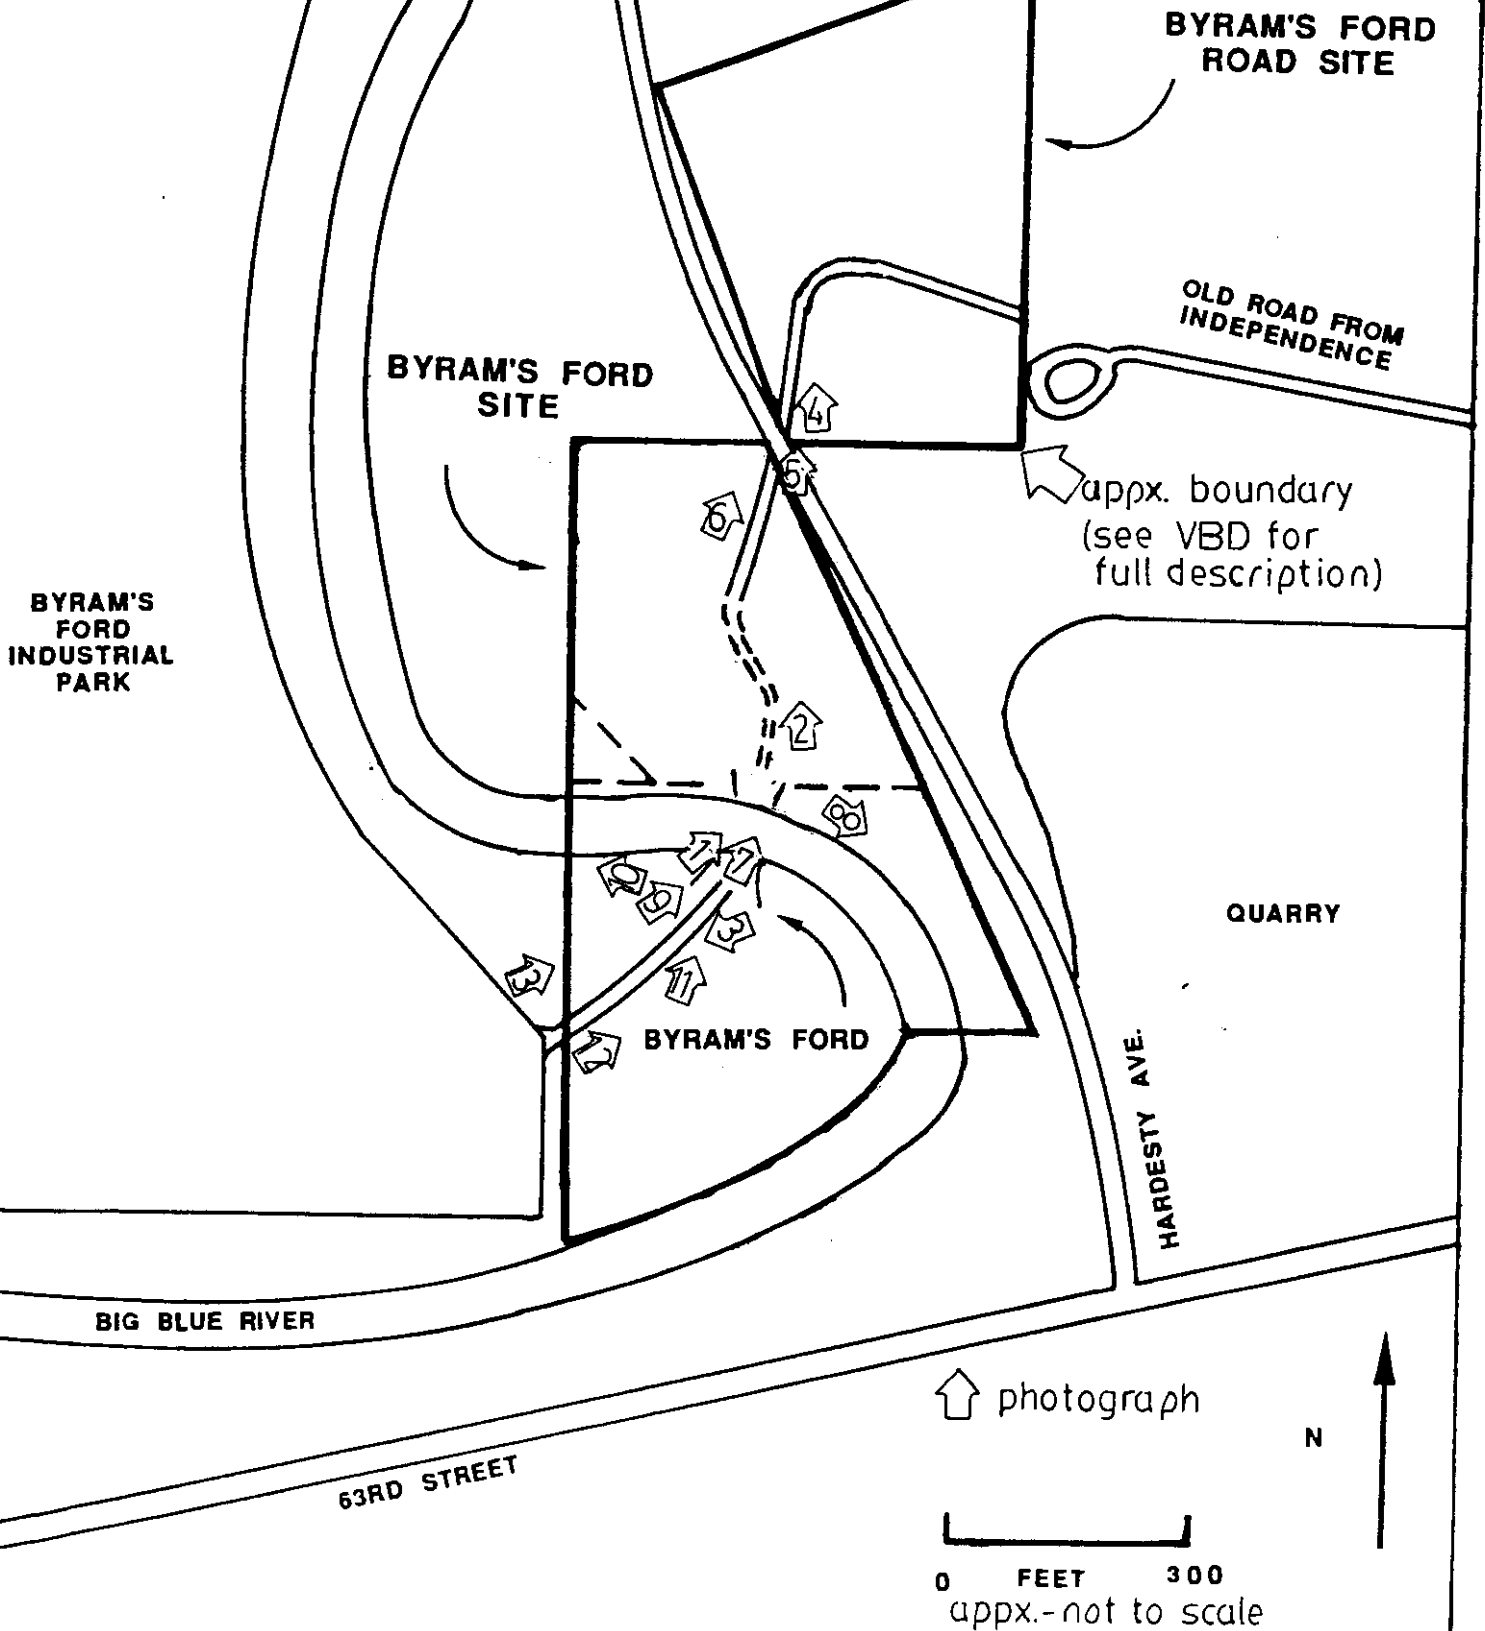 BYRAM'S FORD
ROAD SITE
OLD ROAD FROM
INDEPENDENCE
BYRAM'S FORD
SITE
4
5
6
appx. boundary
(see VBD for
full description)
BYRAM'S
FORD
INDUSTRIAL
PARK
2
8
1
7
10
9
3
11
13
12
QUARRY
BYRAM'S FORD
HARDESTY AVE.
BIG BLUE RIVER
photograph
N
63RD STREET
0 FEET 300
appx.-not to scale